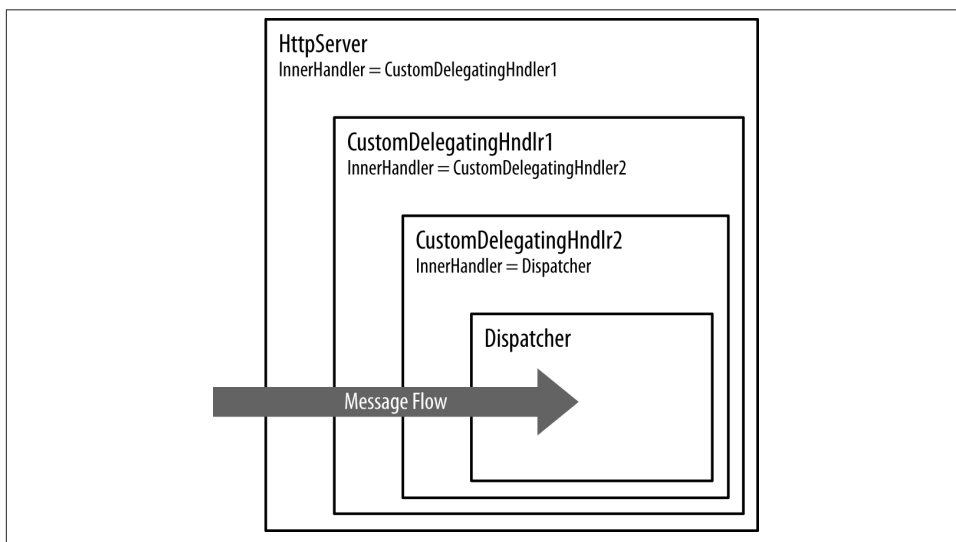 HttpServer
InnerHandler = CustomDelegatingHndler1
CustomDelegatingHndlr1
InnerHandler = CustomDelegatingHndler2
CustomDelegatingHndlr2
InnerHandler = Dispatcher
Dispatcher
Message Flow